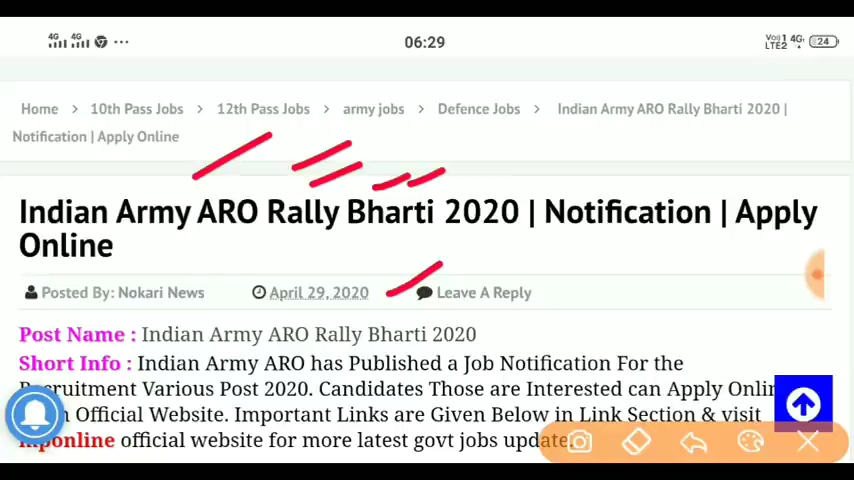 4G 4G ... 06:29 Vo)) 1 4G LTE2 24
Home > 10th Pass Jobs > 12th Pass Jobs > army jobs > Defence Jobs > Indian Army ARO Rally Bharti 2020 |
Notification | Apply Online
Indian Army ARO Rally Bharti 2020 | Notification | Apply
Online
Posted By: Nokari News April 29, 2020 Leave A Reply
Post Name : Indian Army ARO Rally Bharti 2020
Short Info : Indian Army ARO has Published a Job Notification For the
Recruitment Various Post 2020. Candidates Those are Interested can Apply
Official Website. Important Links are Given Below in Link Section & visit
official website for more latest govt jobs update.